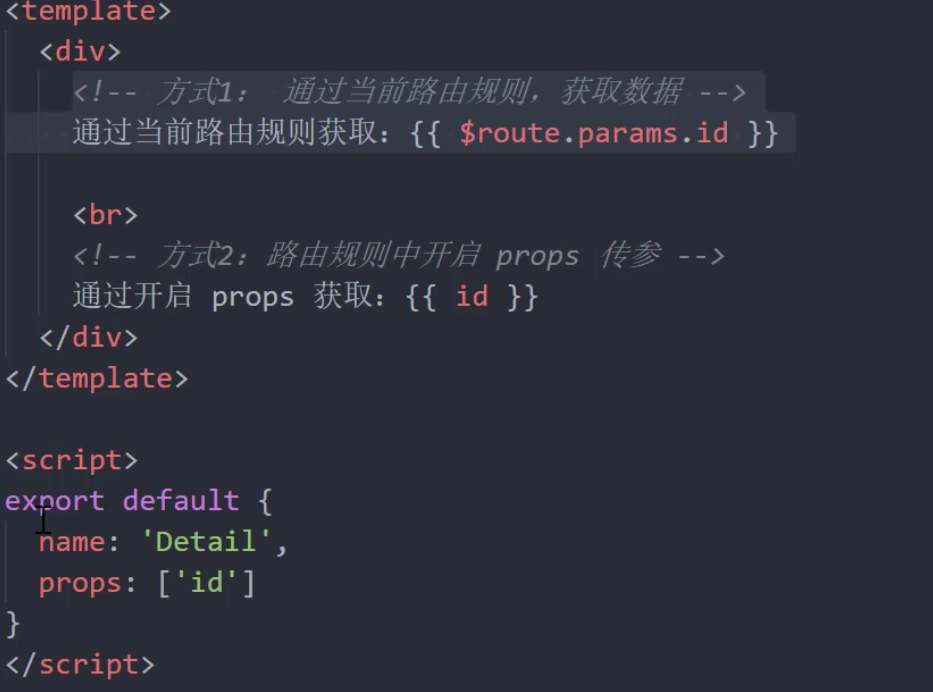 <template>
<div>
<!-- 方式1： 通过当前路由规则，获取数据 -->
通过当前路由规则获取：{{ $route.params.id }}
<br>
<!-- 方式2：路由规则中开启 props 传参 -->
通过开启 props 获取：{{ id }}
</div>
</template>
<script>
export default {
name: 'Detail',
props: ['id']
}
</script>